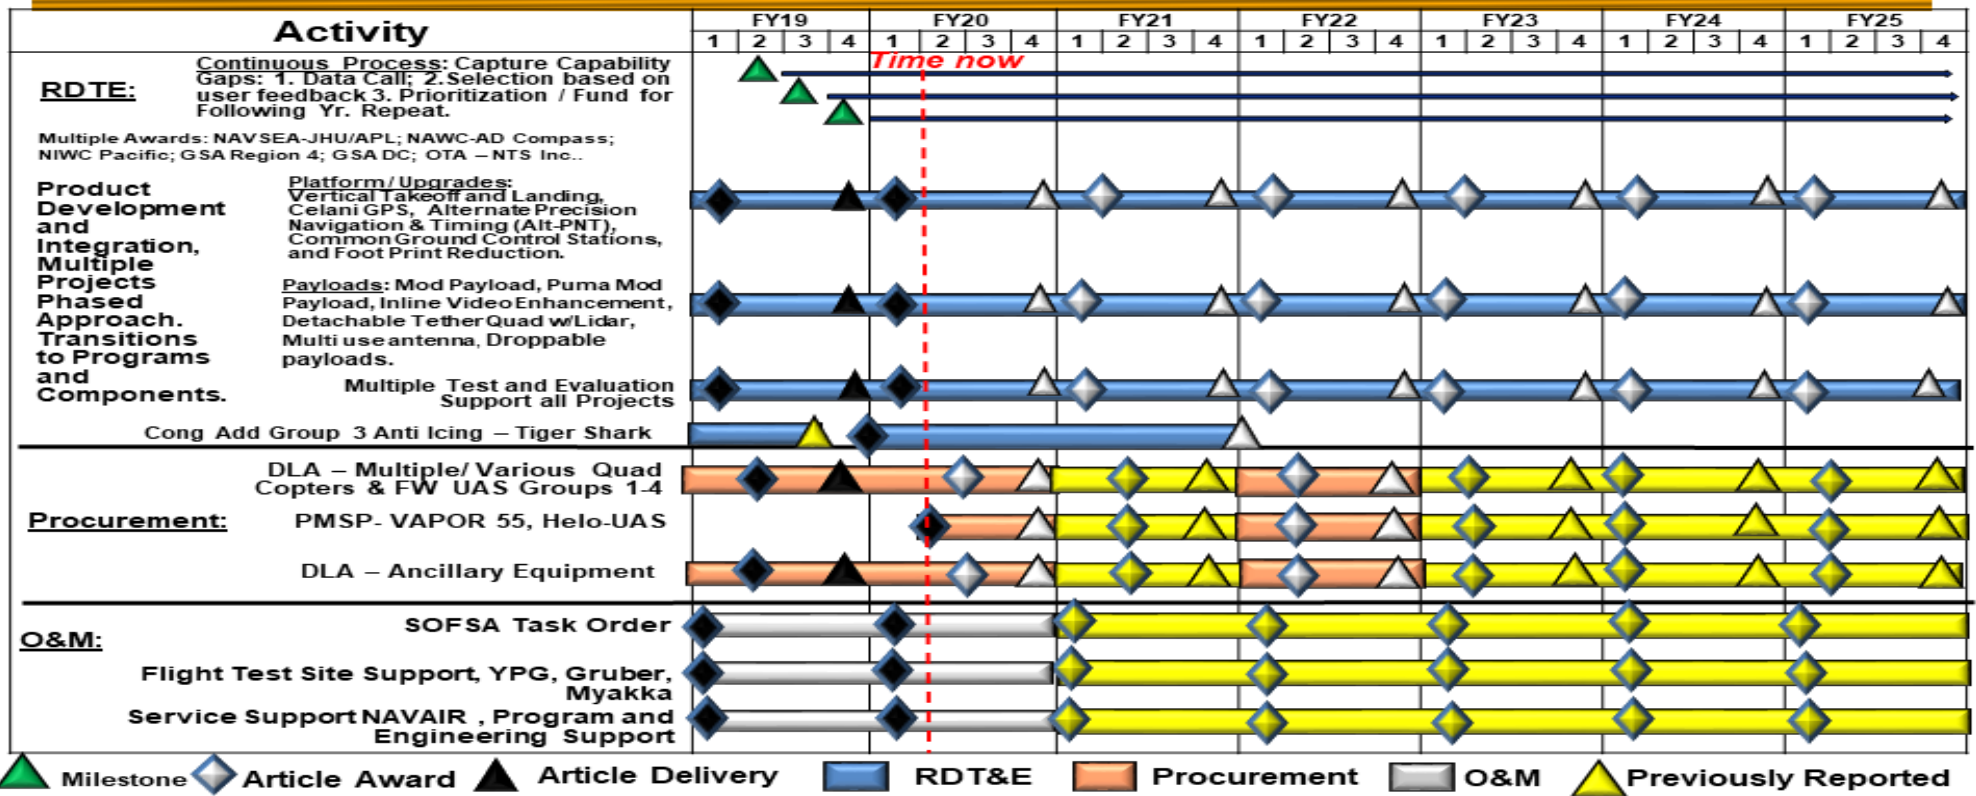 Activity
FY19 FY20 FY21 FY22 FY23 FY24 FY25
1 2 3 4 1 2 3 4 1 2 3 4 1 2 3 4 1 2 3 4 1 2 3 4 1 2 3 4
Time now
RDTE:
Continuous Process: Capture Capability
Gaps: 1. Data Call; 2.Selection based on
user feedback 3. Prioritization / Fund for
Following Yr. Repeat.
Multiple Awards: NAVSEA-JHU/APL; NAWC-AD Compass;
NIWC Pacific; GSA Region 4; GSA DC; OTA – NTS Inc..
Product
Development
and
Integration,
Multiple
Projects
Phased
Approach.
Transitions
to Programs
and
Components.
Platform/Upgrades:
Vertical Takeoff and Landing,
Celani GPS, Alternate Precision
Navigation & Timing (Alt-PNT),
Common Ground Control Stations,
and Foot Print Reduction.
Payloads: Mod Payload, Puma Mod
Payload, Inline Video Enhancement,
Detachable Tether Quad w/Lidar,
Multi use antenna, Droppable
payloads.
Multiple Test and Evaluation
Support all Projects
Cong Add Group 3 Anti Icing – Tiger Shark
Procurement:
DLA – Multiple/ Various Quad
Copters & FW UAS Groups 1-4
PMSP- VAPOR 55, Helo-UAS
DLA – Ancillary Equipment
O&M:
SOFSA Task Order
Flight Test Site Support, YPG, Gruber,
Myakka
Service Support NAVAIR , Program and
Engineering Support
Milestone Article Award Article Delivery RDT&E Procurement O&M Previously Reported